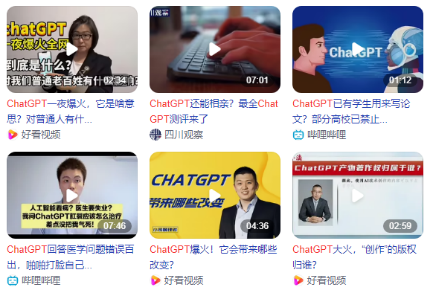 ChatGPT
一夜爆火全网
到底是什么?
对我们普通老百姓有什么
02:34
川观察
07:01
ChatGPT
01:12
ChatGPT一夜爆火，它是啥意
思？对普通人有什...
好看视频
ChatGPT还能相亲？最全Chat
GPT测评来了
四川观察
ChatGPT已有学生用来写论
文？部分高校已禁止...
哔哩哔哩
人工智能看病？医生要失业？
我问ChatGPT肛裂应该怎么治疗
差点没把我气死！
07:46
CHATGPT
带来哪些改变
04:36
ChatGPT产物著作权归属于谁?
02:59
ChatGPT回答医学问题错误百
出，啪啪打脸自己...
哔哩哔哩
ChatGPT爆火！它会带来哪些
改变?
好看视频
ChatGPT大火，“创作”的版权
归谁?
好看视频